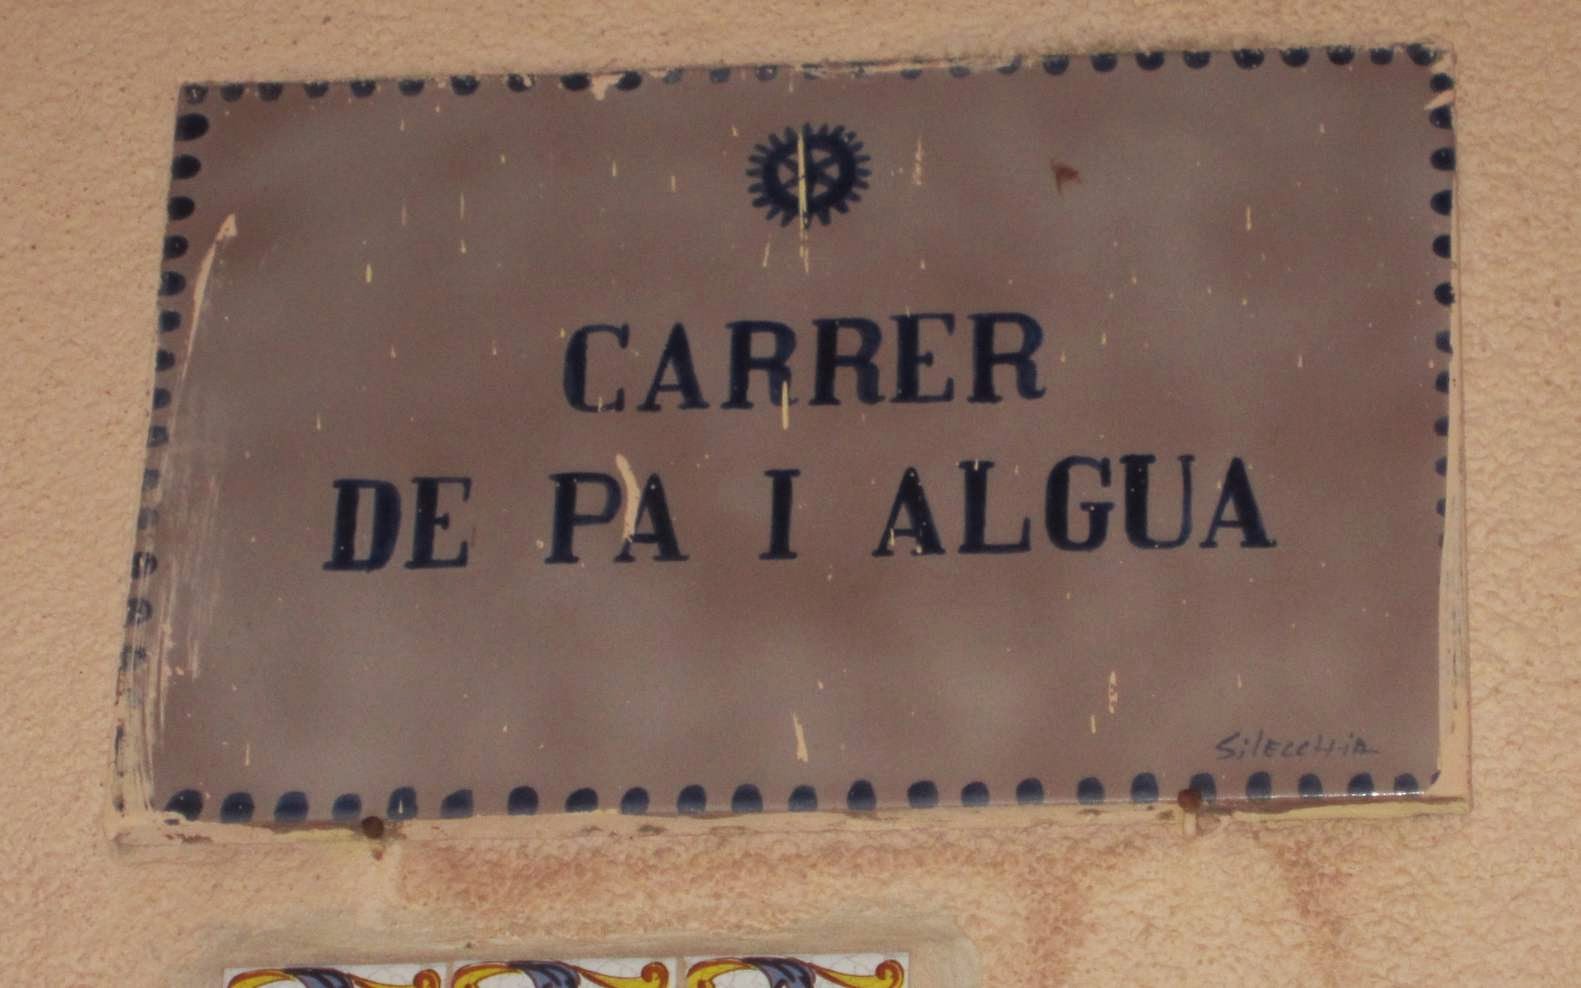 CARRER
DE PA I ALGUA
Silecchia